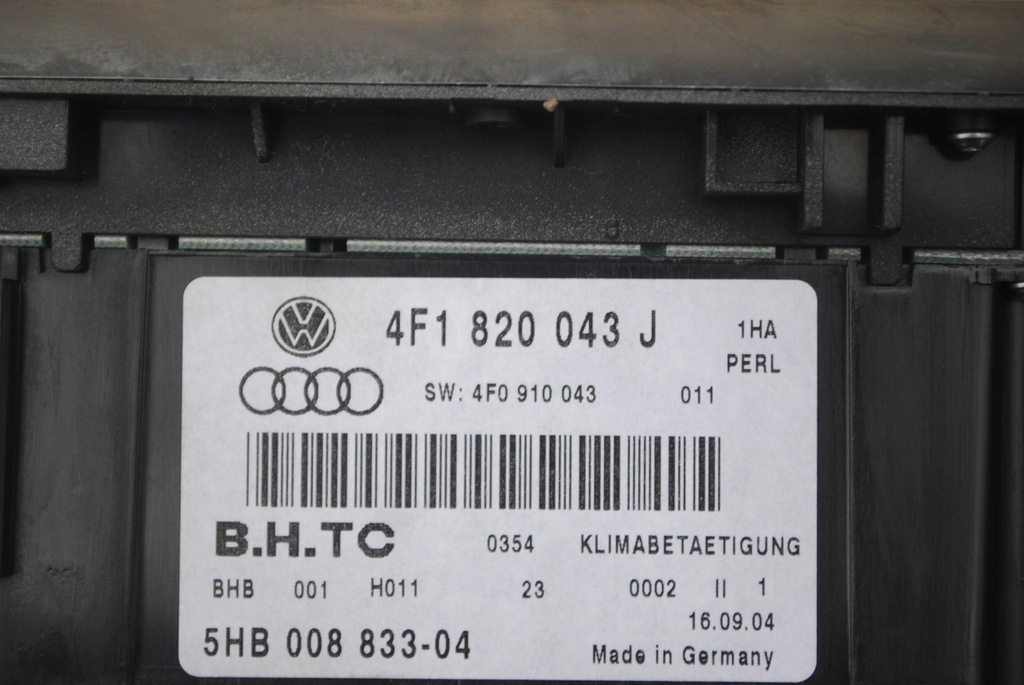 4F1 820 043 J 1HA
PERL
SW: 4F0 910 043 011
B.H.TC 0354 KLIMABETAETIGUNG
BHB 001 H011 23 0002 II 1
16.09.04
5HB 008 833-04 Made in Germany